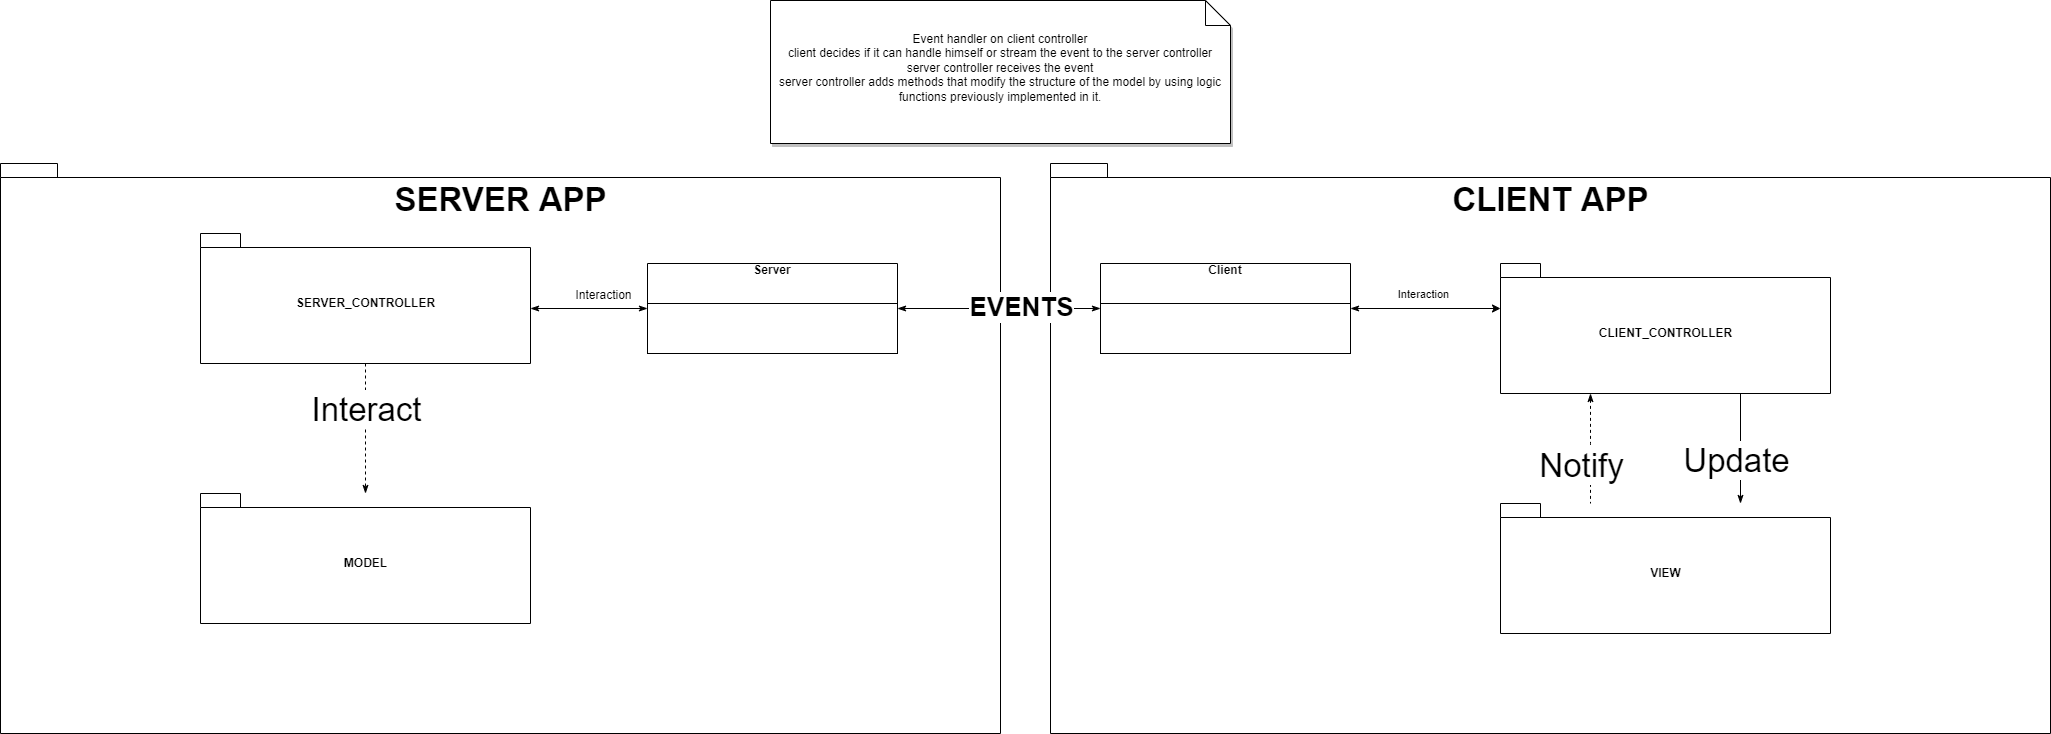 Event handler on client controller
client decides if it can handle himself or stream the event to the server controller
server controller receives the event
server controller adds methods that modify the structure of the model by using logic
functions previously implemented in it.
SERVER APP
SERVER_CONTROLLER
Interaction
Server
Interact
MODEL
EVENTS
CLIENT APP
Client
Interaction
CLIENT_CONTROLLER
Notify
Update
VIEW